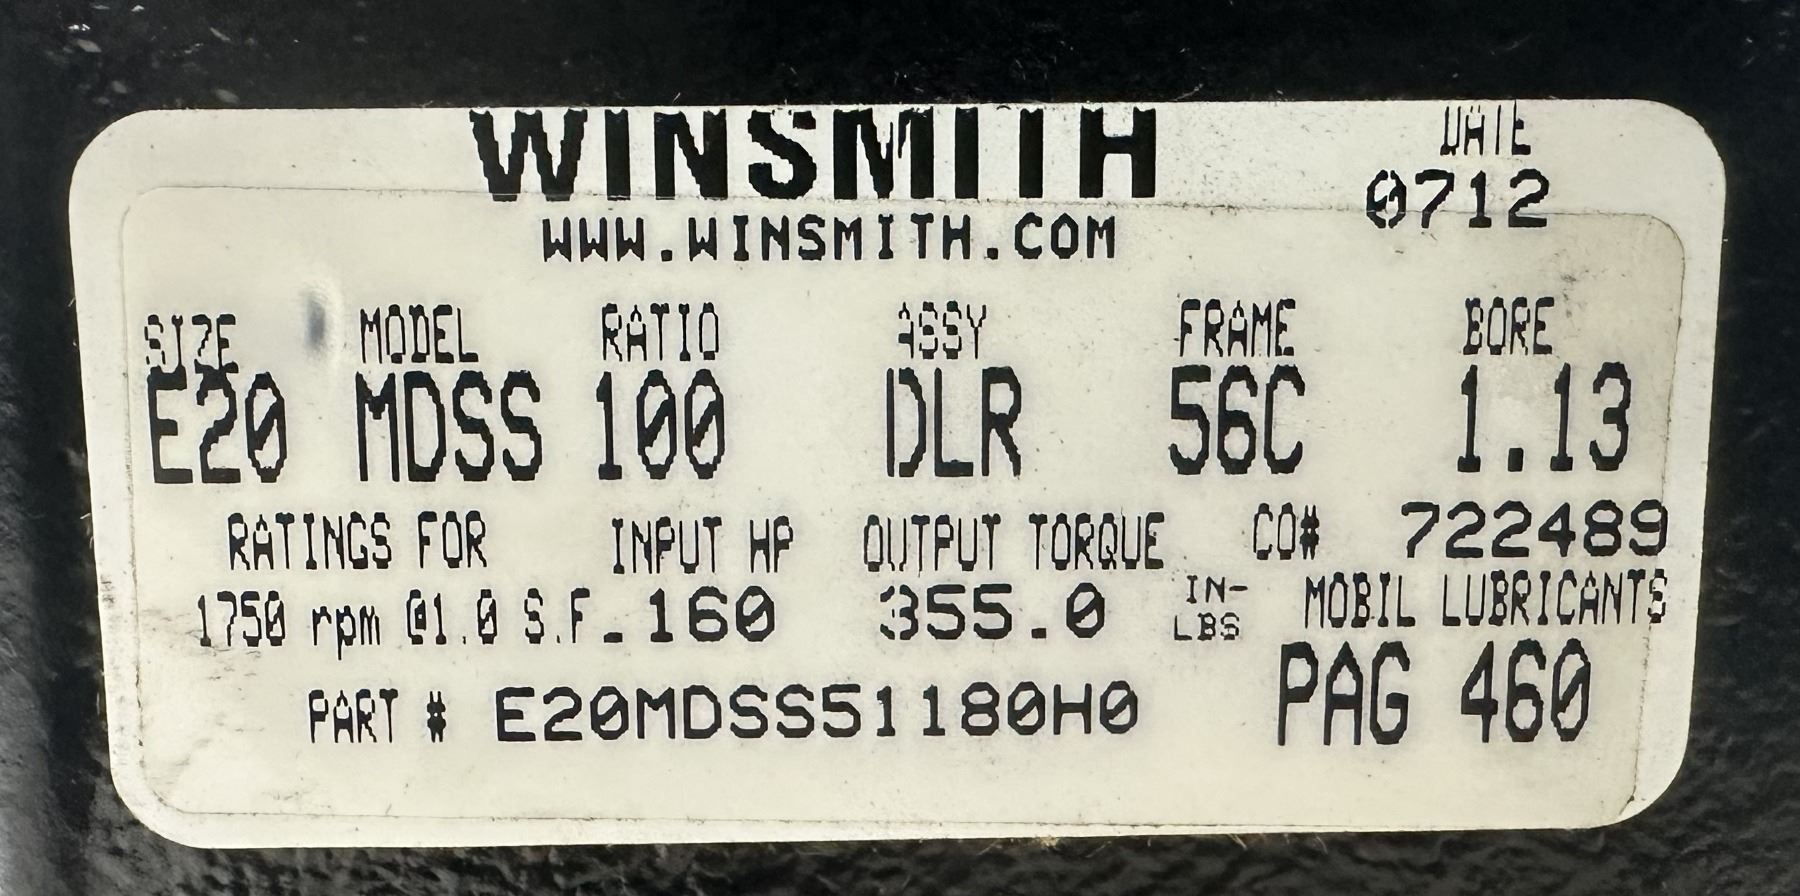 WINSMITH
DATE
0712
WWW.WINSMITH.COM
SIZE MODEL RATIO ASSY FRAME BORE
E20 MDSS 100 DLR 56C 1.13
RATINGS FOR INPUT HP OUTPUT TORQUE CO# 722489
1750 rpm @1.0 S.F. .160 355.0 IN-LBS MOBIL LUBRICANTS
PART # E20MDSS51180H0 PAG 460